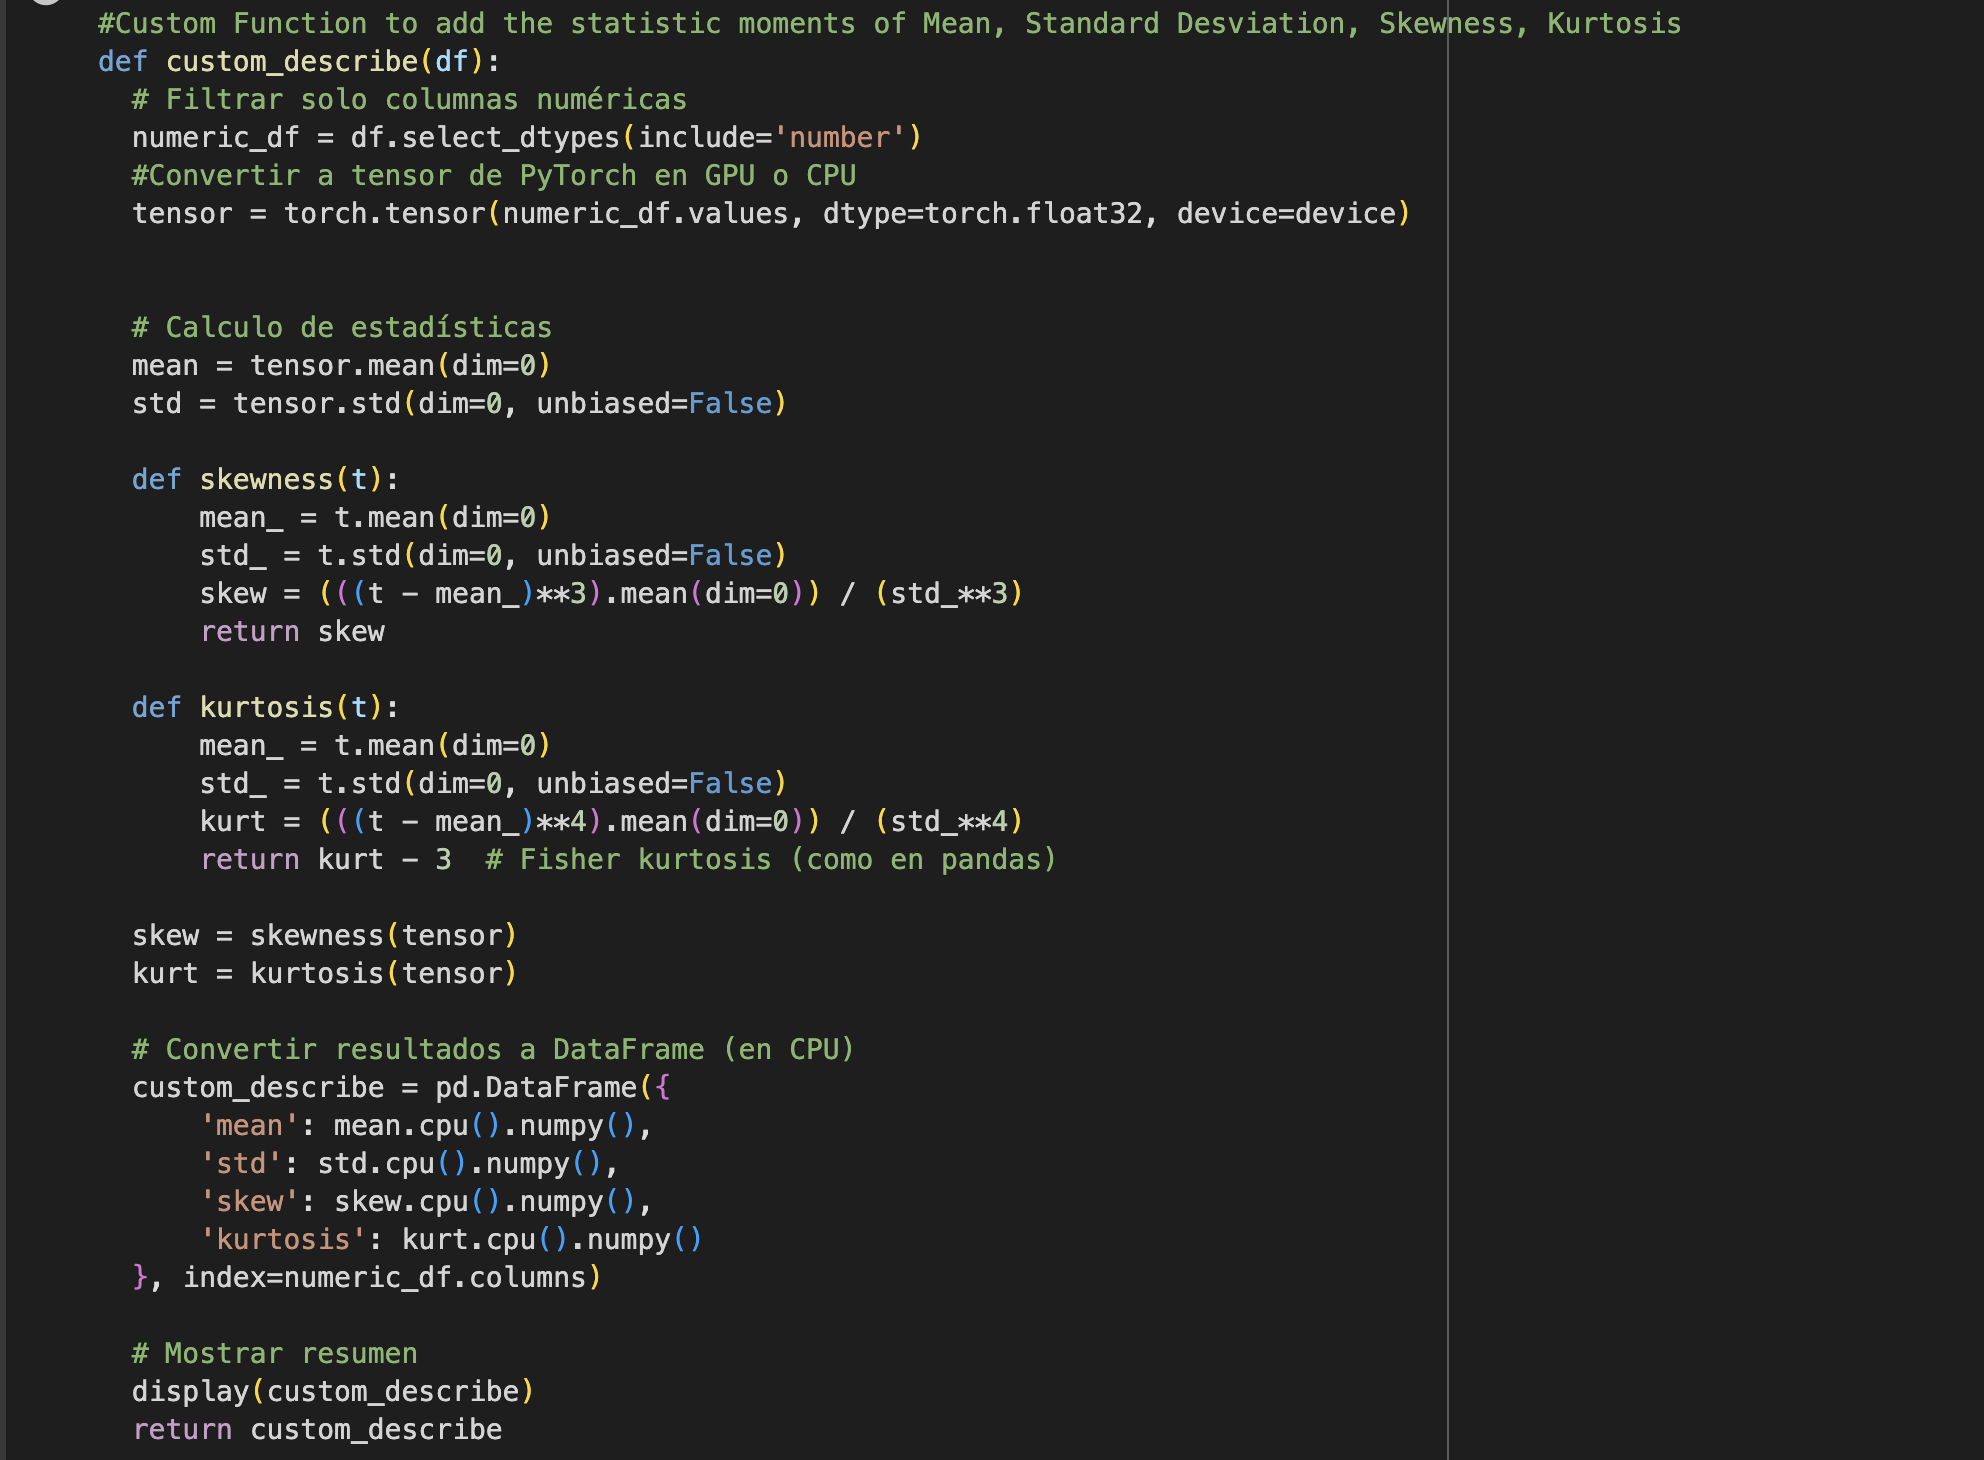 #Custom Function to add the statistic moments of Mean, Standard Desviation, Skewness, Kurtosis
def custom_describe(df):
  # Filtrar solo columnas numéricas
  numeric_df = df.select_dtypes(include='number')
  #Convertir a tensor de PyTorch en GPU o CPU
  tensor = torch.tensor(numeric_df.values, dtype=torch.float32, device=device)
  # Calculo de estadísticas
  mean = tensor.mean(dim=0)
  std = tensor.std(dim=0, unbiased=False)
  def skewness(t):
      mean_ = t.mean(dim=0)
      std_ = t.std(dim=0, unbiased=False)
      skew = (((t - mean_)**3).mean(dim=0)) / (std_**3)
      return skew
  def kurtosis(t):
      mean_ = t.mean(dim=0)
      std_ = t.std(dim=0, unbiased=False)
      kurt = (((t - mean_)**4).mean(dim=0)) / (std_**4)
      return kurt - 3  # Fisher kurtosis (como en pandas)
  skew = skewness(tensor)
  kurt = kurtosis(tensor)
  # Convertir resultados a DataFrame (en CPU)
  custom_describe = pd.DataFrame({
      'mean': mean.cpu().numpy(),
      'std': std.cpu().numpy(),
      'skew': skew.cpu().numpy(),
      'kurtosis': kurt.cpu().numpy()
  }, index=numeric_df.columns)
  # Mostrar resumen
  display(custom_describe)
  return custom_describe